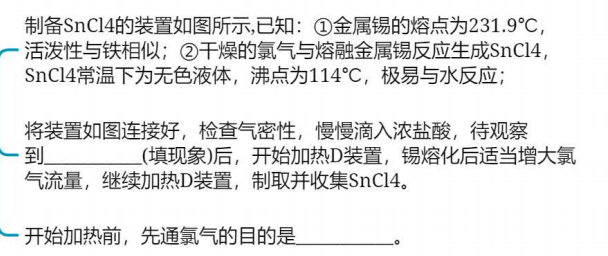 制备SnCl4的装置如图所示,已知：①金属锡的熔点为231.9℃，
活泼性与铁相似；②干燥的氯气与熔融金属锡反应生成SnCl4，
SnCl4常温下为无色液体，沸点为114℃，极易与水反应；
将装置如图连接好，检查气密性，慢慢滴入浓盐酸，待观察
到__________(填现象)后，开始加热D装置，锡熔化后适当增大氯
气流量，继续加热D装置，制取并收集SnCl4。
开始加热前，先通氯气的目的是__________。